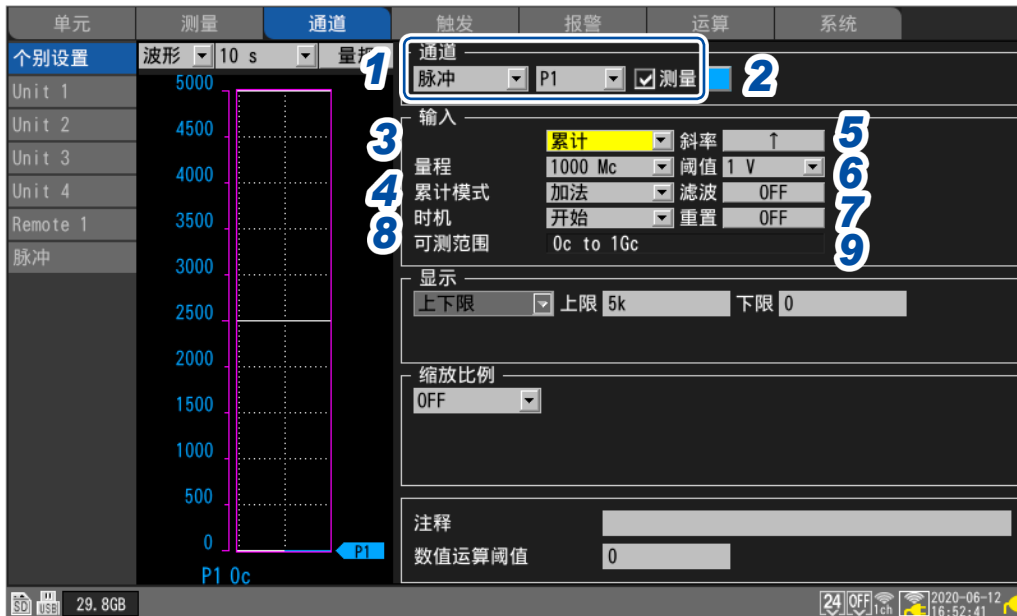 单元 测量 通道 触发 报警 运算 系统
个别设置
Unit 1
Unit 2
Unit 3
Unit 4
Remote 1
脉冲
波形 10 s
5000
4500
4000
3500
3000
2500
2000
1500
1000
500
0
P1
P1 0c
通道
1 脉冲 P1 测量 2
输入
3 累计 斜率 ↑ 5
量程 1000 Mc 阈值 1 V 6
4 累计模式 加法 滤波 OFF 7
8 时机 开始 重置 OFF
可测范围 0c to 1Gc 9
显示
上下限 上限 5k 下限 0
缩放比例
OFF
注释
数值运算阈值 0
SD USB 29.8GB 24 OFF 1ch 2020-06-12
16:52:41